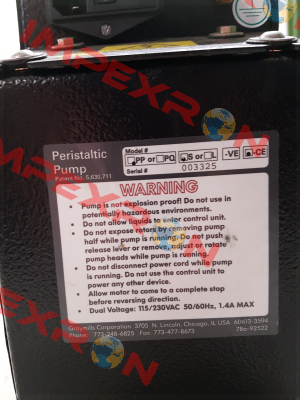 Peristaltic
Pump
Patent No. 5,630,711
Model #
PP or PQ
S or L
-VE
-CE
Serial #
003325
WARNING
• Pump is not explosion proof! Do not use in
potentially hazardous environments.
• Do not allow liquids to enter control unit.
• Do not expose rotors by removing pump
half while pump is running. Do not push
release lever or remove, adjust or rotate
pump heads while pump is running.
• Do not disconnect power cord while pump
is running. Do not use the control unit to
power any other device.
• Allow motor to come to a complete stop
before reversing direction.
• Dual Voltage: 115/230VAC 50/60Hz, 1.4A MAX
Graymills Corporation 3705 N. Lincoln, Chicago, IL USA 60613-3594
Phone: 773-248-6825 Fax: 773-477-8673
786-92522
IMPEXRON
IMPEXRON